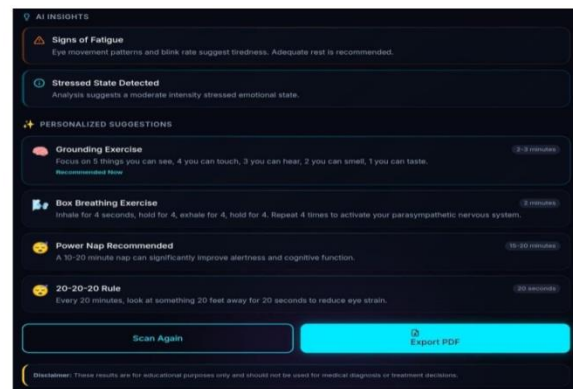 AI INSIGHTS
Signs of Fatigue
Eye movement patterns and blink rate suggest tiredness. Adequate rest is recommended.
Stressed State Detected
Analysis suggests a moderate intensity stressed emotional state.
PERSONALIZED SUGGESTIONS
Grounding Exercise 2-3 minutes
Focus on 5 things you can see, 4 you can touch, 3 you can hear, 2 you can smell, 1 you can taste.
Recommended Now
Box Breathing Exercise 2 minutes
Inhale for 4 seconds, hold for 4, exhale for 4, hold for 4. Repeat 4 times to activate your parasympathetic nervous system.
Power Nap Recommended 15-20 minutes
A 10-20 minute nap can significantly improve alertness and cognitive function.
20-20-20 Rule 20 seconds
Every 20 minutes, look at something 20 feet away for 20 seconds to reduce eye strain.
Scan Again
Export PDF
Disclaimer: These results are for educational purposes only and should not be used for medical diagnosis or treatment decisions.